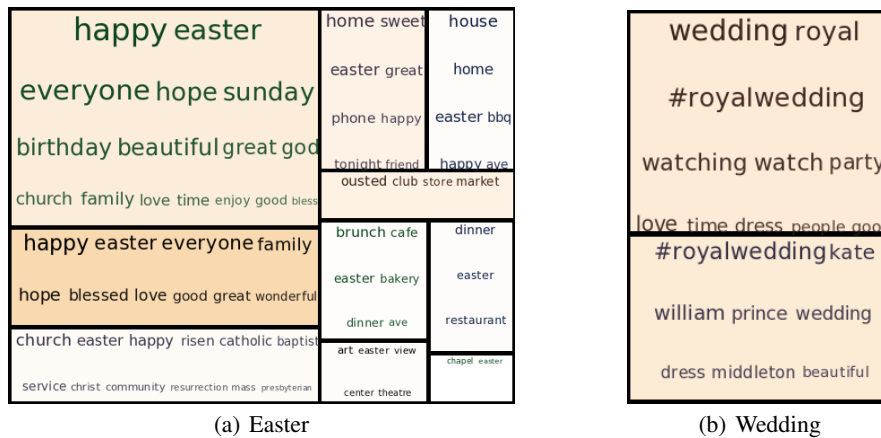 happy easter
everyone hope sunday
birthday beautiful great god
church family love time enjoy good bless
happy easter everyone family
hope blessed love good great wonderful
church easter happy risen catholic baptist
service christ community resurrection mass presbyterian
home sweet
easter great
phone happy
tonight friend
house
home
easter bbq
happy ave
ousted club store market
brunch cafe
easter bakery
dinner ave
art easter view
center theatre
dinner
easter
restaurant
chapel easter
(a) Easter
wedding royal
#royalwedding
watching watch party
love time dress people goo
#royalwedding kate
william prince wedding
dress middleton beautiful
(b) Wedding